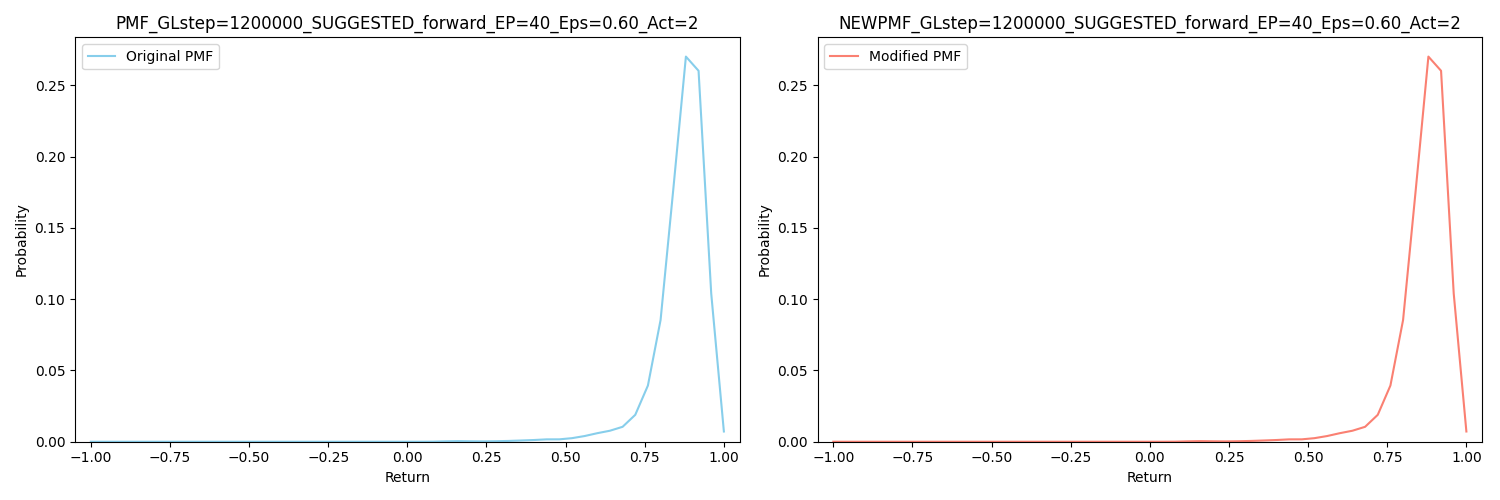 PMF_GLstep=1200000_SUGGESTED_forward_EP=40_Eps=0.60_Act=2
Original PMF
Probability
0.25
0.20
0.15
0.10
0.05
0.00
−1.00 −0.75 −0.50 −0.25 0.00 0.25 0.50 0.75 1.00
Return
NEWPMF_GLstep=1200000_SUGGESTED_forward_EP=40_Eps=0.60_Act=2
Modified PMF
Probability
0.25
0.20
0.15
0.10
0.05
0.00
−1.00 −0.75 −0.50 −0.25 0.00 0.25 0.50 0.75 1.00
Return